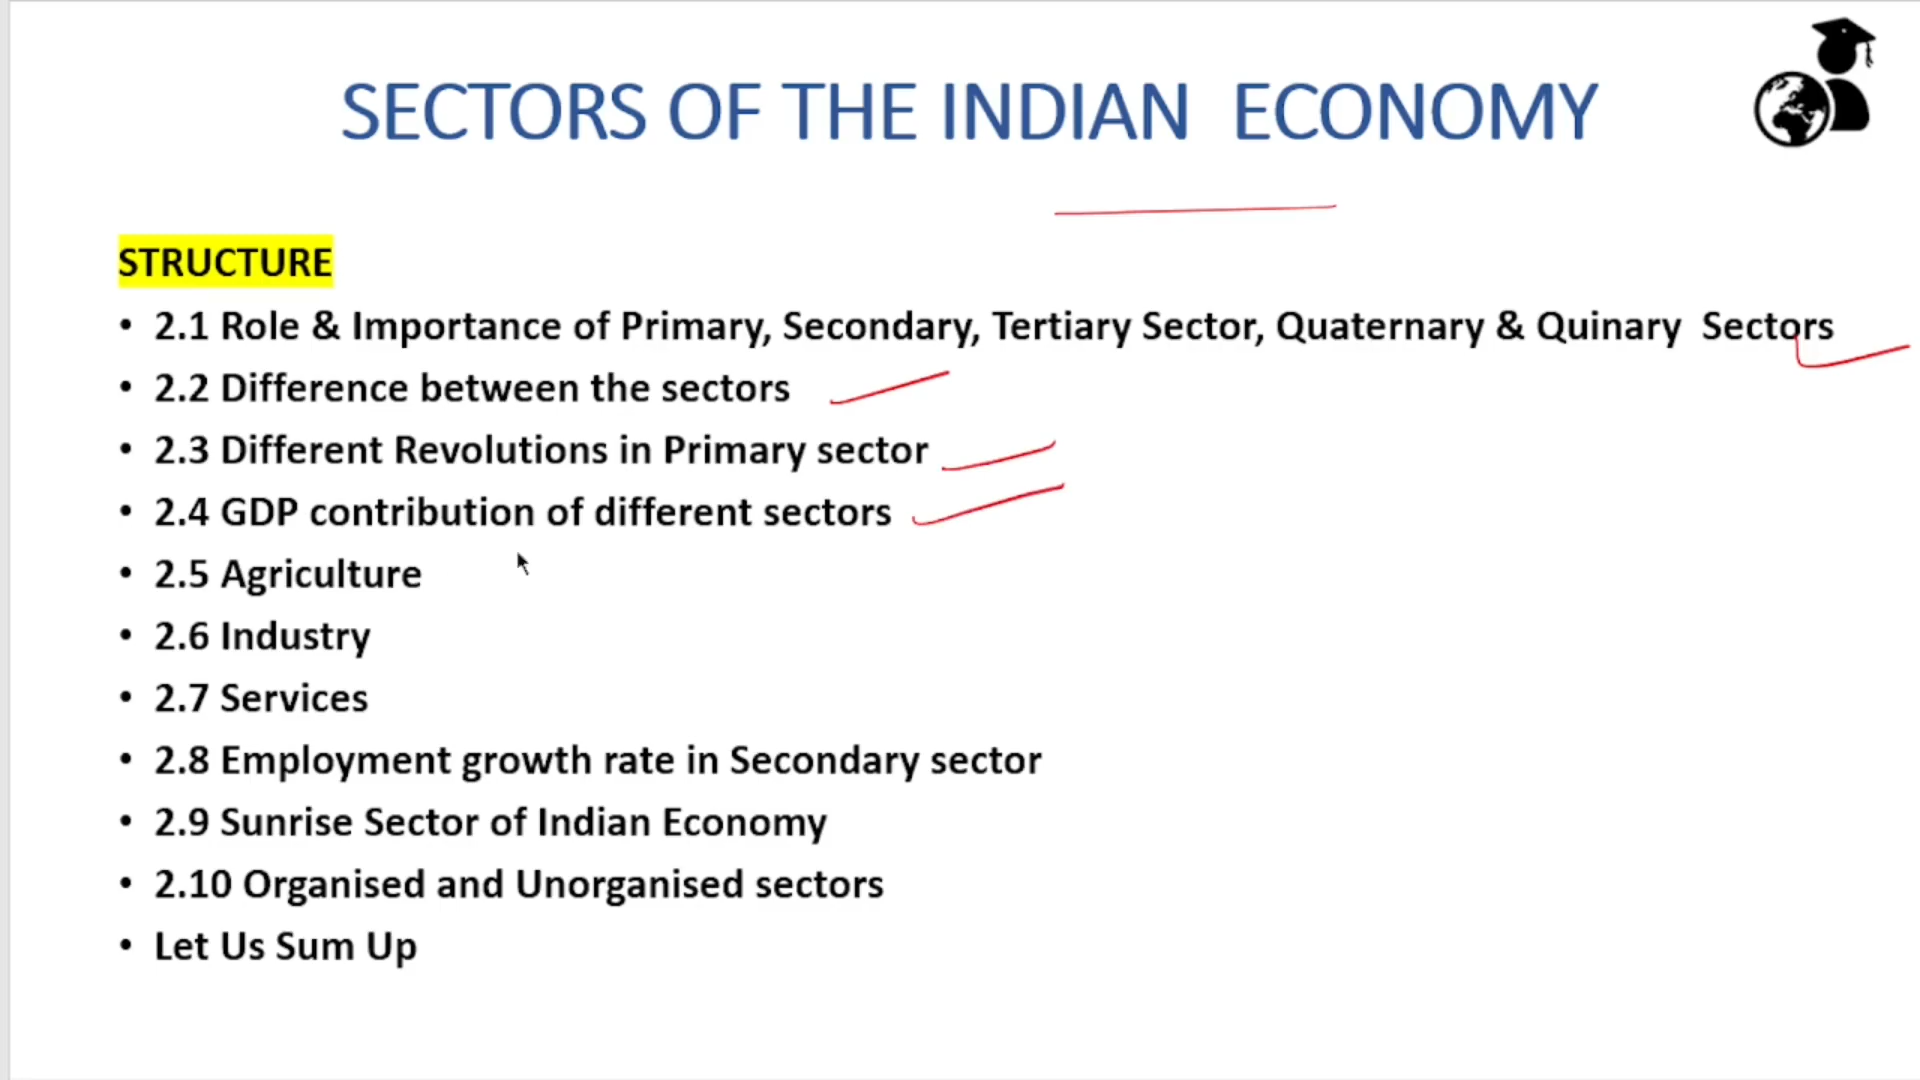 SECTORS OF THE INDIAN ECONOMY
STRUCTURE
• 2.1 Role & Importance of Primary, Secondary, Tertiary Sector, Quaternary & Quinary Sectors
• 2.2 Difference between the sectors
• 2.3 Different Revolutions in Primary sector
• 2.4 GDP contribution of different sectors
• 2.5 Agriculture
• 2.6 Industry
• 2.7 Services
• 2.8 Employment growth rate in Secondary sector
• 2.9 Sunrise Sector of Indian Economy
• 2.10 Organised and Unorganised sectors
• Let Us Sum Up